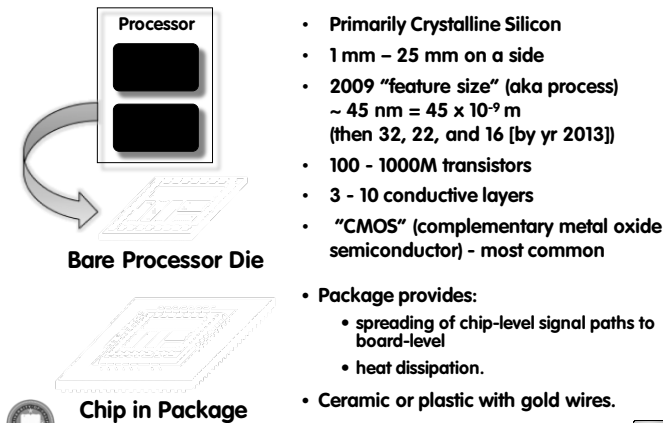 Processor
Bare Processor Die
Chip in Package
• Primarily Crystalline Silicon
• 1 mm – 25 mm on a side
• 2009 “feature size” (aka process)
~ 45 nm = 45 x 10⁻⁹ m
(then 32, 22, and 16 [by yr 2013])
• 100 - 1000M transistors
• 3 - 10 conductive layers
• “CMOS” (complementary metal oxide
semiconductor) - most common
• Package provides:
• spreading of chip-level signal paths to
board-level
• heat dissipation.
• Ceramic or plastic with gold wires.